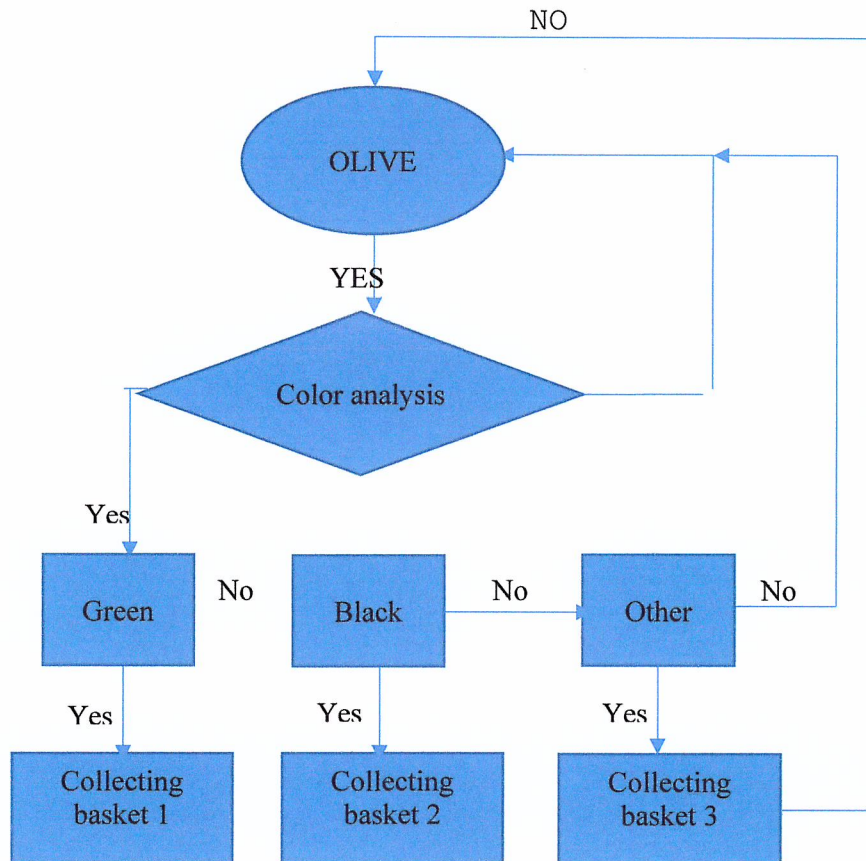 NO
OLIVE
YES
Color analysis
Yes
Green
No
Black
No
Other
No
Yes
Yes
Yes
Collecting
basket 1
Collecting
basket 2
Collecting
basket 3